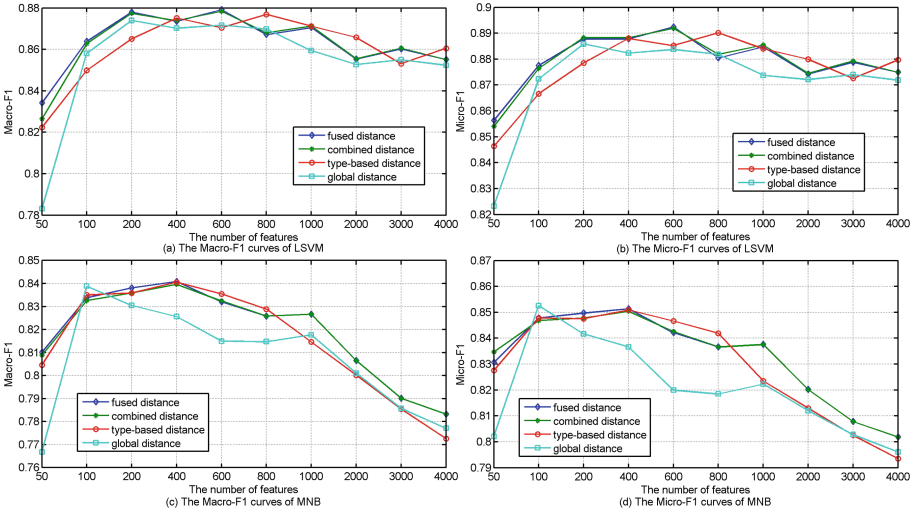 0.88
0.86
0.84
0.82
0.8
0.78
Macro-F1
fused distance
combined distance
type-based distance
global distance
50 100 200 400 600 800 1000 2000 3000 4000
The number of features
(a) The Macro-F1 curves of LSVM
0.9
0.89
0.88
0.87
0.86
0.85
0.84
0.83
0.82
Micro-F1
fused distance
combined distance
type-based distance
global distance
50 100 200 400 600 800 1000 2000 3000 4000
The number of features
(b) The Micro-F1 curves of LSVM
0.85
0.84
0.83
0.82
0.81
0.8
0.79
0.78
0.77
0.76
Macro-F1
fused distance
combined distance
type-based distance
global distance
50 100 200 400 600 800 1000 2000 3000 4000
The number of features
(c) The Macro-F1 curves of MNB
0.87
0.86
0.85
0.84
0.83
0.82
0.81
0.8
0.79
Micro-F1
fused distance
combined distance
type-based distance
global distance
50 100 200 400 600 800 1000 2000 3000 4000
The number of features
(d) The Micro-F1 curves of MNB